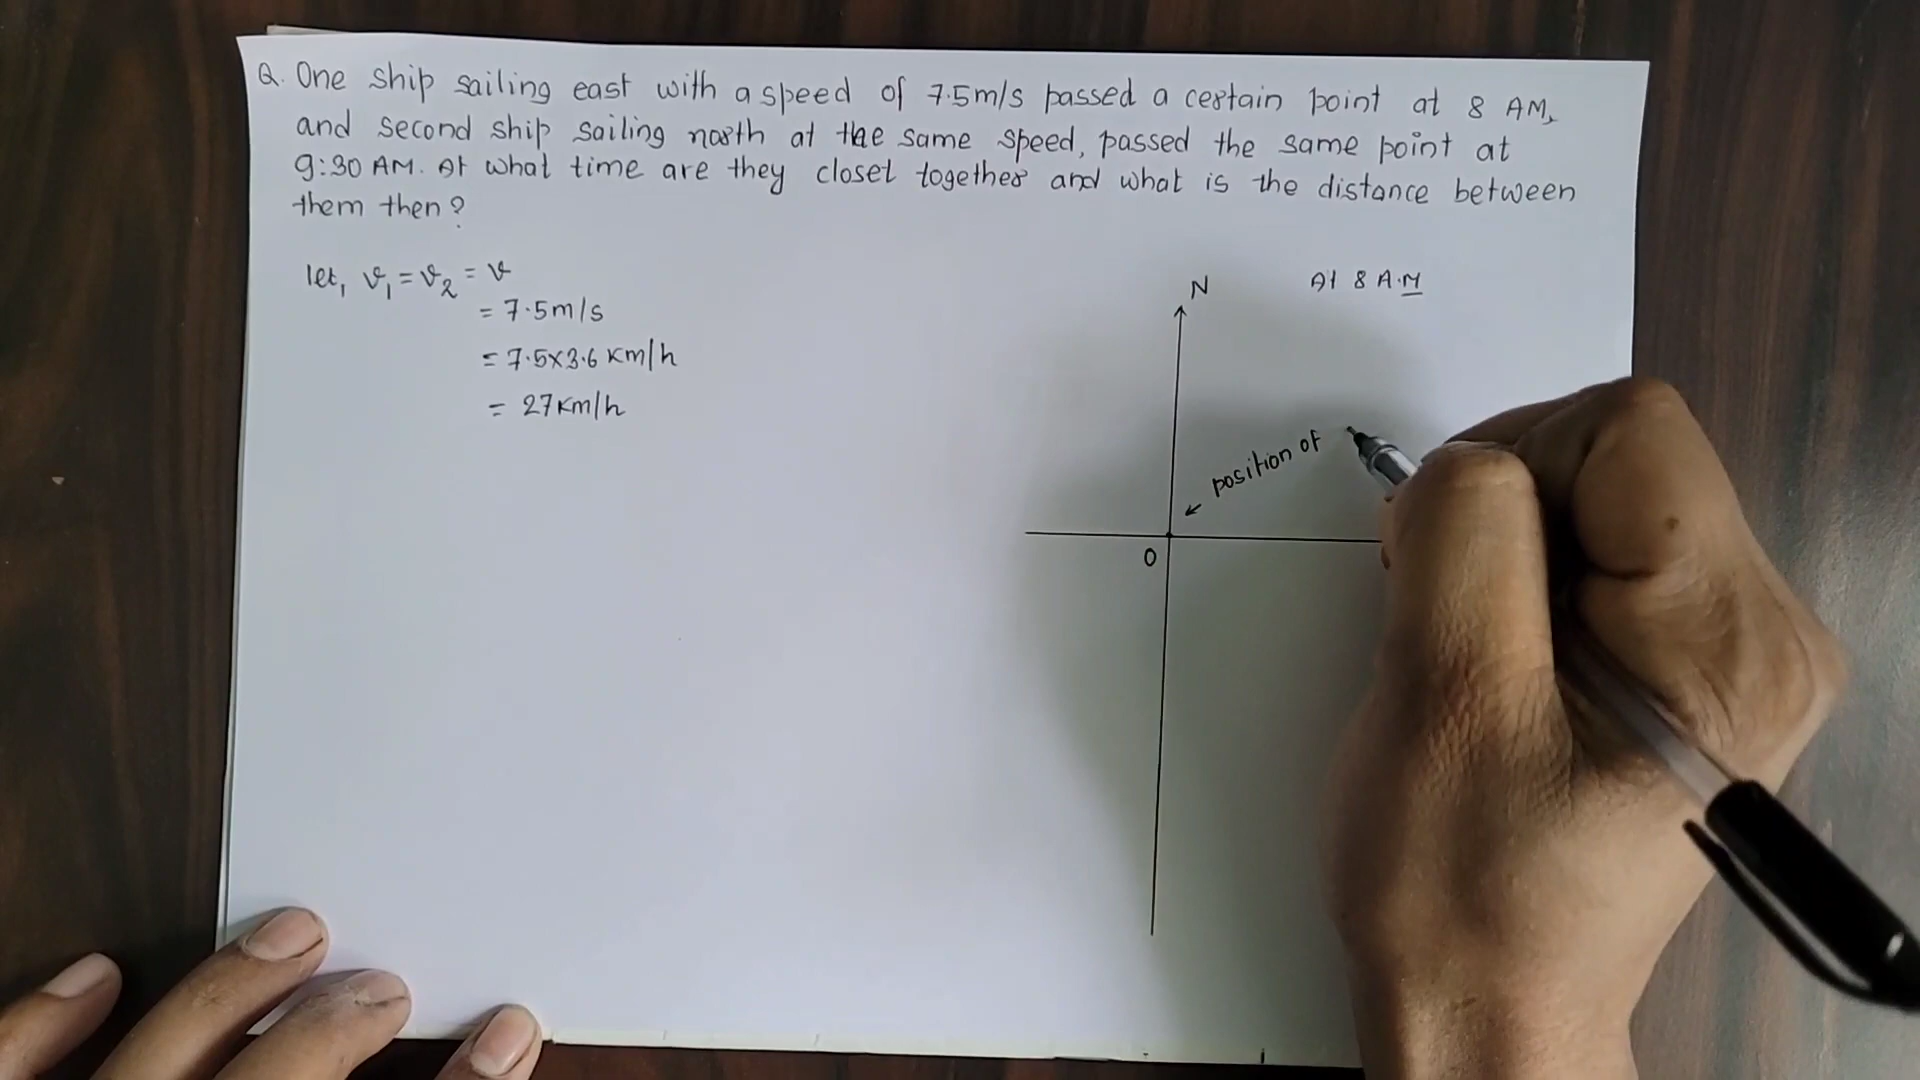 Q. One ship sailing east with a speed of 7.5m/s passed a certain point at 8 AM,
and second ship sailing north at the same speed, passed the same point at
9:30 AM. At what time are they closet together and what is the distance between
them then?
let, v₁ = v₂ = v
= 7.5m/s
= 7.5×3.6 km/h
= 27km/h
N
At 8 A.M
position of
O